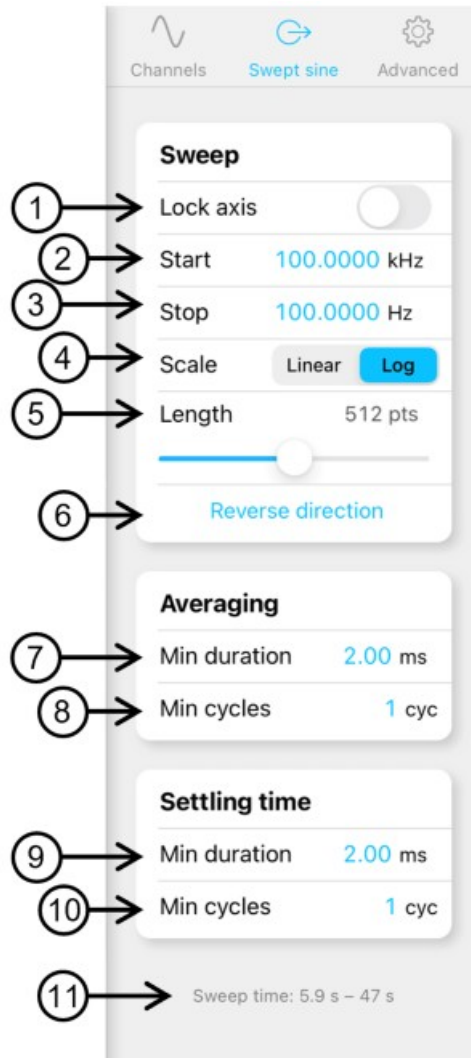 Channels Swept sine Advanced
Sweep
1 Lock axis
2 Start 100.0000 kHz
3 Stop 100.0000 Hz
4 Scale Linear Log
5 Length 512 pts
6 Reverse direction
Averaging
7 Min duration 2.00 ms
8 Min cycles 1 cyc
Settling time
9 Min duration 2.00 ms
10 Min cycles 1 cyc
11 Sweep time: 5.9 s – 47 s